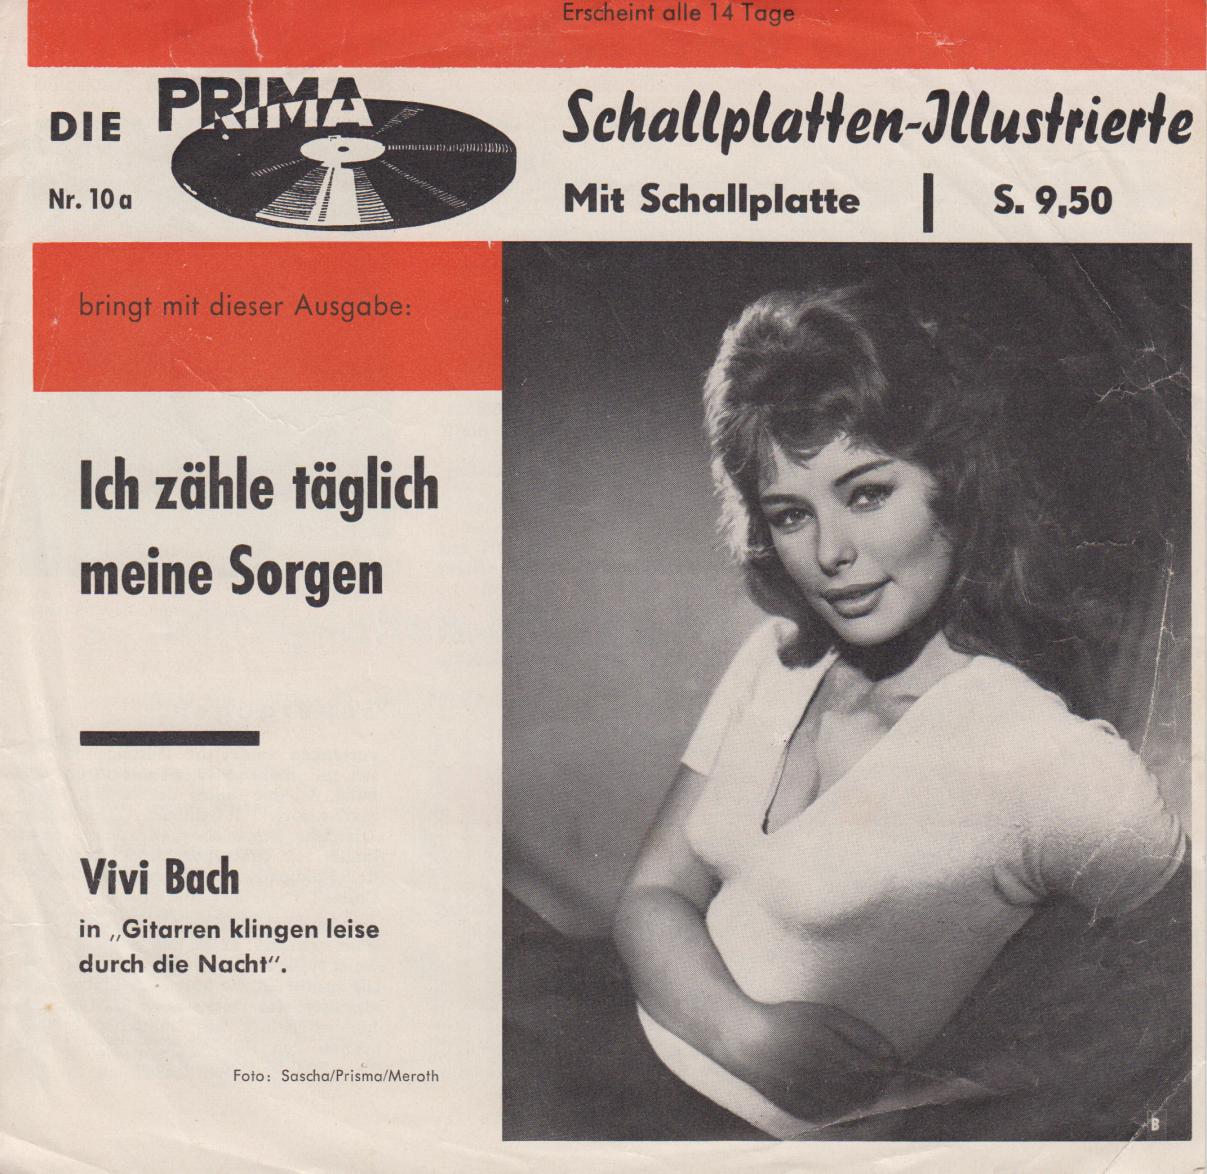 Erscheint alle 14 Tage
DIE PRIMA Schallplatten-Illustrierte
Nr. 10 a
Mit Schallplatte | S. 9,50
bringt mit dieser Ausgabe:
Ich zähle täglich
meine Sorgen
Vivi Bach
in „Gitarren klingen leise
durch die Nacht“.
Foto: Sascha/Prisma/Meroth
B